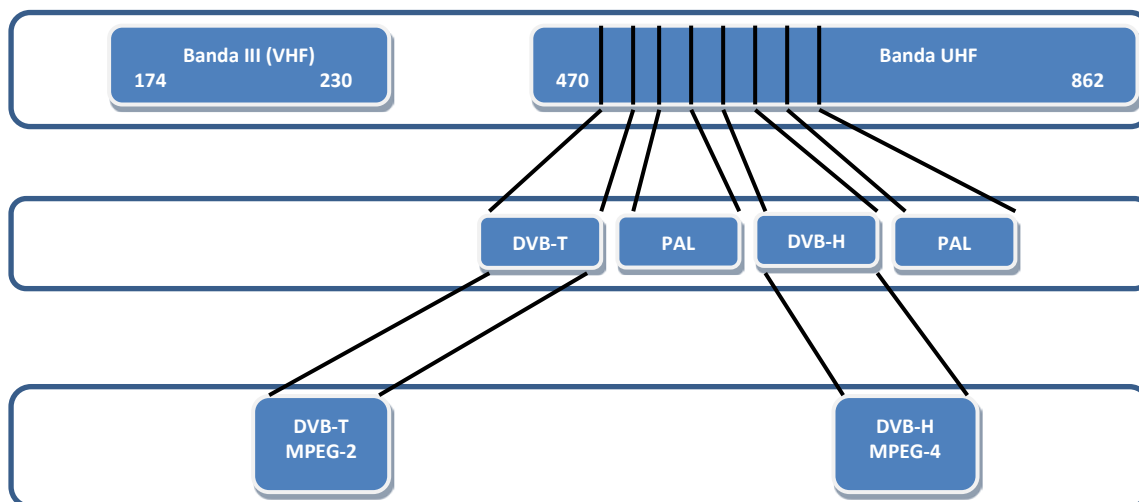 Banda III (VHF)
174 230
Banda UHF
470 862
DVB-T
PAL
DVB-H
PAL
DVB-T
MPEG-2
DVB-H
MPEG-4